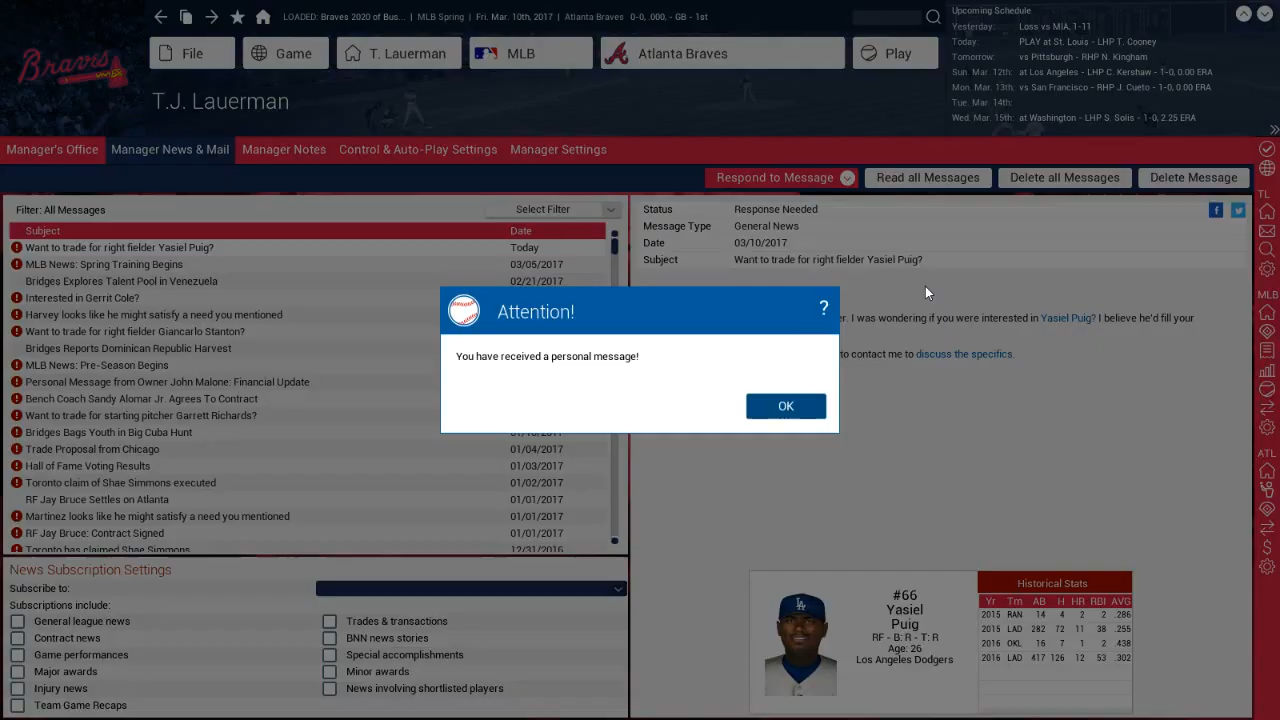 LOADED: Braves 2020 of Bus... | MLB Spring | Fri. Mar. 10th, 2017 | Atlanta Braves 0-0, .000, - GB - 1st
Upcoming Schedule
Yesterday: Loss vs MIA, 1-11
Today: PLAY at St. Louis - LHP T. Cooney
Tomorrow: vs Pittsburgh - RHP N. Kingham
Sun. Mar. 12th: at Los Angeles - LHP C. Kershaw - 1-0, 0.00 ERA
Mon. Mar. 13th: vs San Francisco - RHP J. Cueto - 1-0, 0.00 ERA
Tue. Mar. 14th:
Wed. Mar. 15th: at Washington - LHP S. Solis - 1-0, 2.25 ERA
Braves
File Game T. Lauerman MLB Atlanta Braves Play
T.J. Lauerman
Manager's Office Manager News & Mail Manager Notes Control & Auto-Play Settings Manager Settings
Respond to Message Read all Messages Delete all Messages Delete Message
Filter: All Messages Select Filter
Subject Date
Want to trade for right fielder Yasiel Puig? Today
MLB News: Spring Training Begins 03/05/2017
Bridges Explores Talent Pool in Venezuela 02/21/2017
Interested in Gerrit Cole?
Harvey looks like he might satisfy a need you mentioned
Want to trade for right fielder Giancarlo Stanton?
Bridges Reports Dominican Republic Harvest
MLB News: Pre-Season Begins
Personal Message from Owner John Malone: Financial Update
Bench Coach Sandy Alomar Jr. Agrees To Contract
Want to trade for starting pitcher Garrett Richards?
Bridges Bags Youth in Big Cuba Hunt
Trade Proposal from Chicago 01/04/2017
Hall of Fame Voting Results 01/03/2017
Toronto claim of Shae Simmons executed 01/02/2017
RF Jay Bruce Settles on Atlanta 01/01/2017
Martinez looks like he might satisfy a need you mentioned 01/01/2017
RF Jay Bruce: Contract Signed 01/01/2017
Toronto has claimed Shae Simmons 12/31/2016
Status Response Needed
Message Type General News
Date 03/10/2017
Subject Want to trade for right fielder Yasiel Puig?
I was wondering if you were interested in Yasiel Puig? I believe he'd fill your
to contact me to discuss the specifics.
Attention!
?
You have received a personal message!
OK
News Subscription Settings
Subscribe to:
Subscriptions include:
General league news Trades & transactions
Contract news BNN news stories
Game performances Special accomplishments
Major awards Minor awards
Injury news News involving shortlisted players
Team Game Recaps
#66
Yasiel
Puig
RF - B: R - T: R
Age: 26
Los Angeles Dodgers
Historical Stats
Yr Tm AB H HR RBI AVG
2015 RAN 14 4 2 2 .286
2015 LAD 282 72 11 38 .255
2016 OKL 16 7 1 2 .438
2016 LAD 417 126 12 53 .302
TL
MLB
ATL